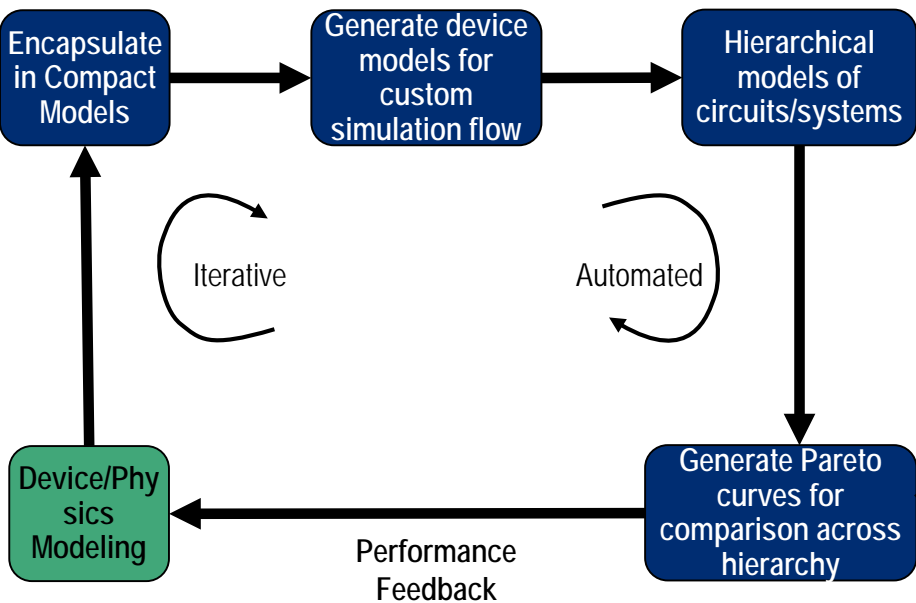 Encapsulate
in Compact
Models
Generate device
models for
custom
simulation flow
Hierarchical
models of
circuits/systems
Iterative
Automated
Device/Phy
sics
Modeling
Performance
Feedback
Generate Pareto
curves for
comparison across
hierarchy